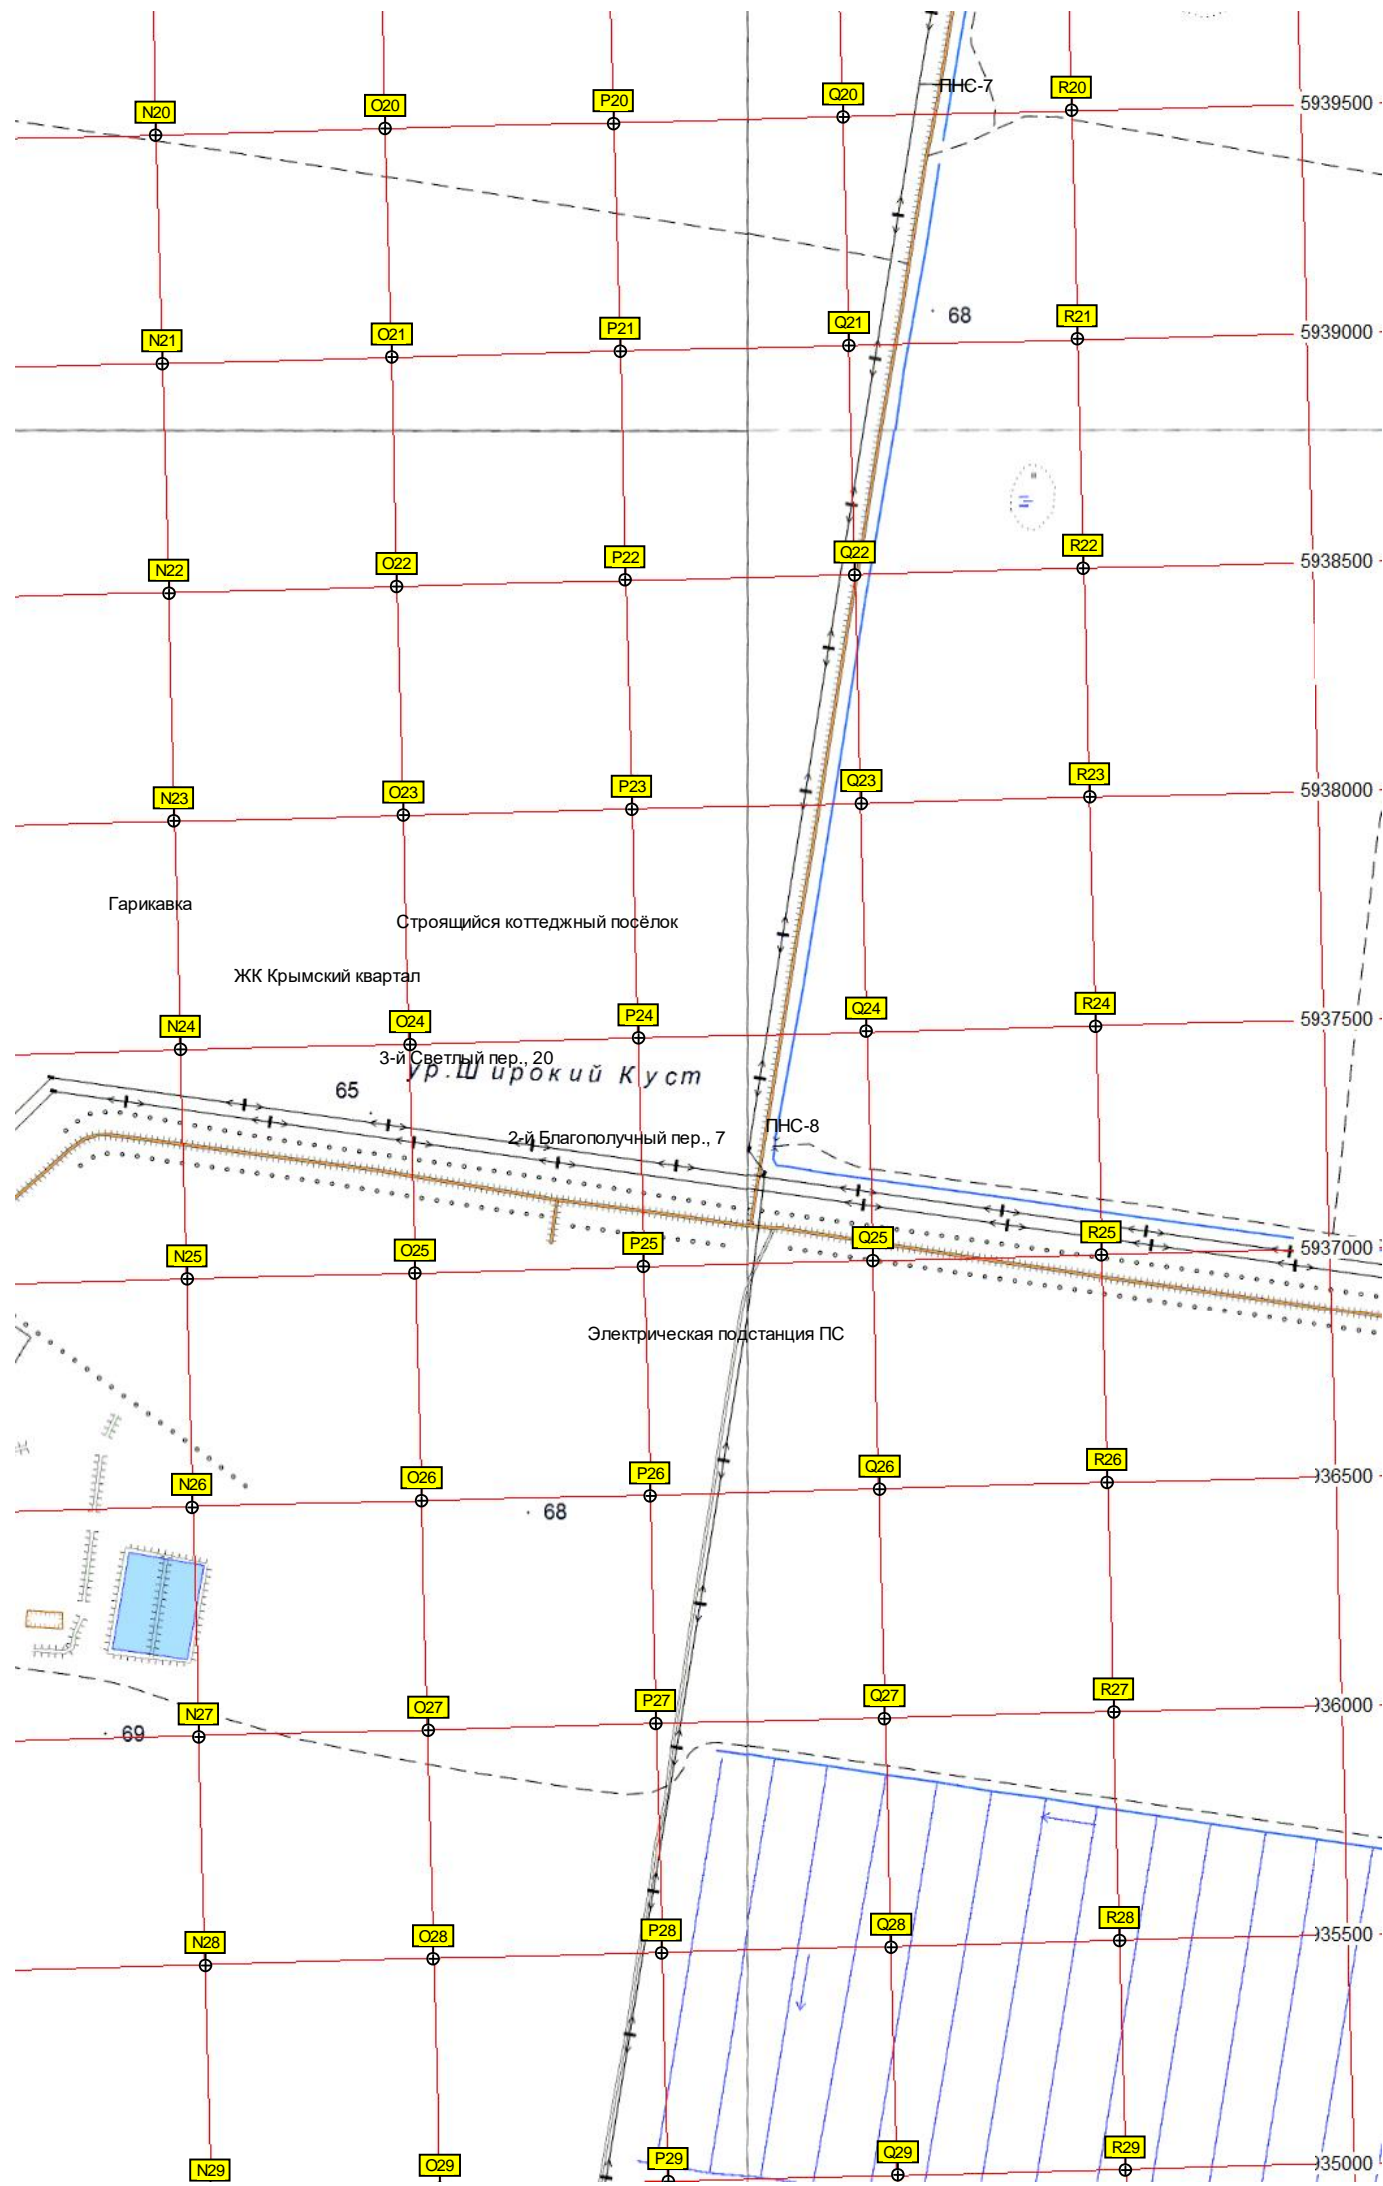 ПНС-7
N20 O20 P20 Q20 R20 5939500
68
N21 O21 P21 Q21 R21 5939000
N22 O22 P22 Q22 R22 5938500
N23 O23 P23 Q23 R23 5938000
Гарикавка
Строящийся коттеджный посёлок
ЖК Крымский квартал
N24 O24 P24 Q24 R24 5937500
3-й Светлый пер., 20
ур.Широкий Куст
65
ПНС-8
2-й Благополучный пер., 7
N25 O25 P25 Q25 R25 5937000
Электрическая подстанция ПС
N26 O26 P26 Q26 R26 936500
68
N27 O27 P27 Q27 R27 936000
69
N28 O28 P28 Q28 R28 935500
N29 O29 P29 Q29 R29 935000